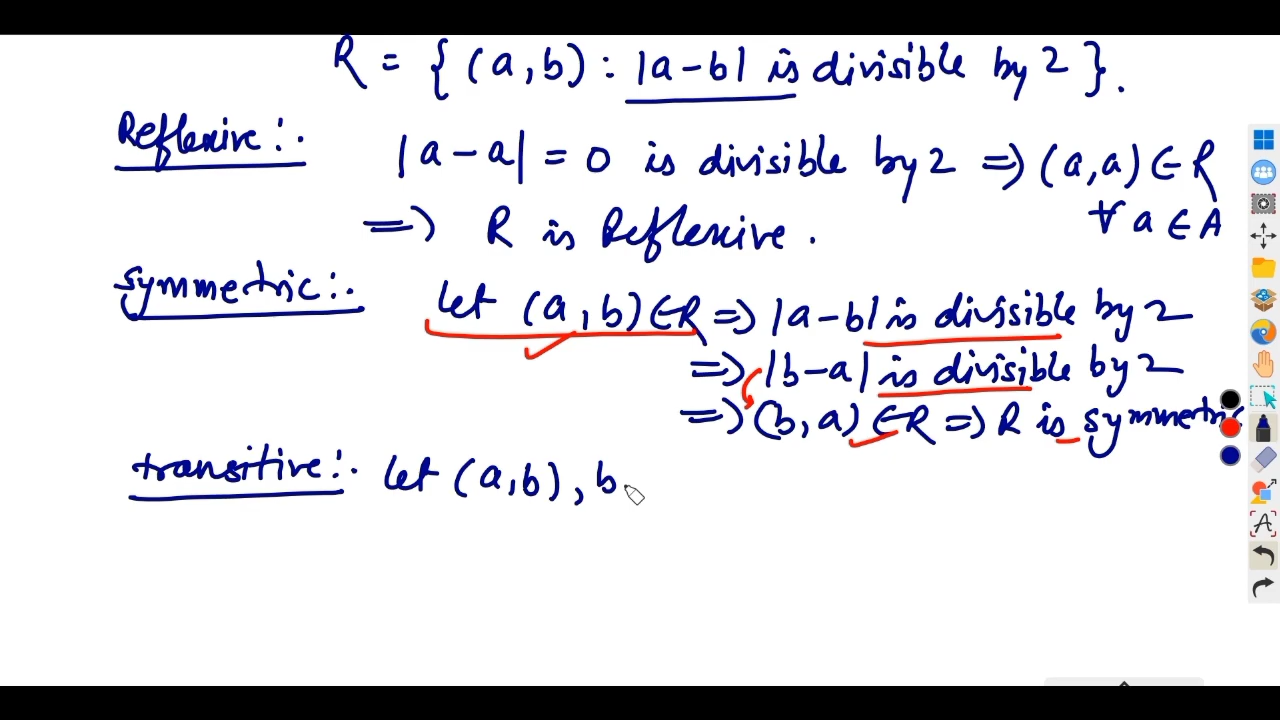 R = { (a,b) : |a-b| is divisible by 2 }.
Reflexive :. |a-a| = 0 is divisible by 2 => (a,a) ∈ R
∀ a ∈ A
=> R is Reflexive.
Symmetric :. let (a,b) ∈ R => |a-b| is divisible by 2
=> |b-a| is divisible by 2
=> (b,a) ∈ R => R is symmetric
transitive :. let (a,b), b